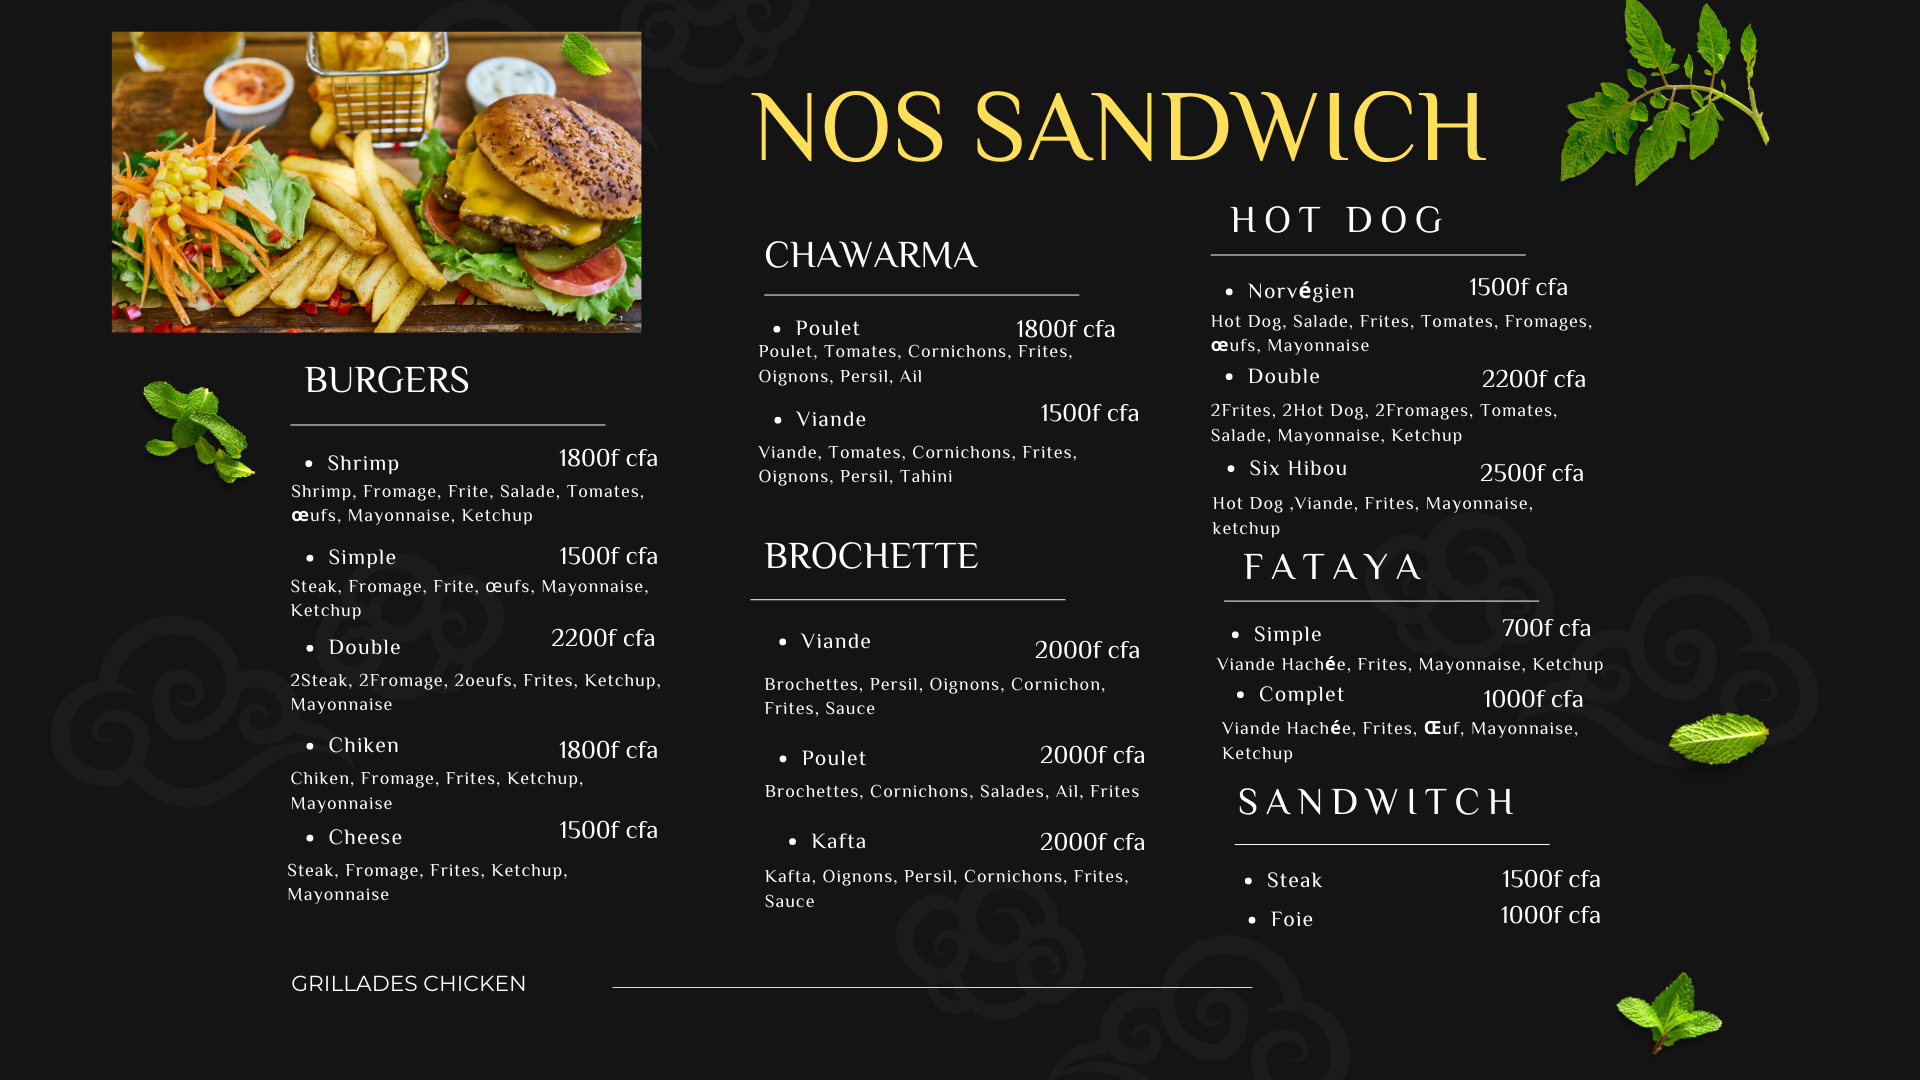 NOS SANDWICH
BURGERS
• Shrimp 1800f cfa
Shrimp, Fromage, Frite, Salade, Tomates,
œufs, Mayonnaise, Ketchup
• Simple 1500f cfa
Steak, Fromage, Frite, œufs, Mayonnaise,
Ketchup
• Double 2200f cfa
2Steak, 2Fromage, 2oeufs, Frites, Ketchup,
Mayonnaise
• Chiken 1800f cfa
Chiken, Fromage, Frites, Ketchup,
Mayonnaise
• Cheese 1500f cfa
Steak, Fromage, Frites, Ketchup,
Mayonnaise
CHAWARMA
• Poulet 1800f cfa
Poulet, Tomates, Cornichons, Frites,
Oignons, Persil, Ail
• Viande 1500f cfa
Viande, Tomates, Cornichons, Frites,
Oignons, Persil, Tahini
BROCHETTE
• Viande 2000f cfa
Brochettes, Persil, Oignons, Cornichon,
Frites, Sauce
• Poulet 2000f cfa
Brochettes, Cornichons, Salades, Ail, Frites
• Kafta 2000f cfa
Kafta, Oignons, Persil, Cornichons, Frites,
Sauce
HOT DOG
• Norvégien 1500f cfa
Hot Dog, Salade, Frites, Tomates, Fromages,
œufs, Mayonnaise
• Double 2200f cfa
2Frites, 2Hot Dog, 2Fromages, Tomates,
Salade, Mayonnaise, Ketchup
• Six Hibou 2500f cfa
Hot Dog ,Viande, Frites, Mayonnaise,
ketchup
FATAYA
• Simple 700f cfa
Viande Hachée, Frites, Mayonnaise, Ketchup
• Complet 1000f cfa
Viande Hachée, Frites, Œuf, Mayonnaise,
Ketchup
SANDWITCH
• Steak 1500f cfa
• Foie 1000f cfa
GRILLADES CHICKEN